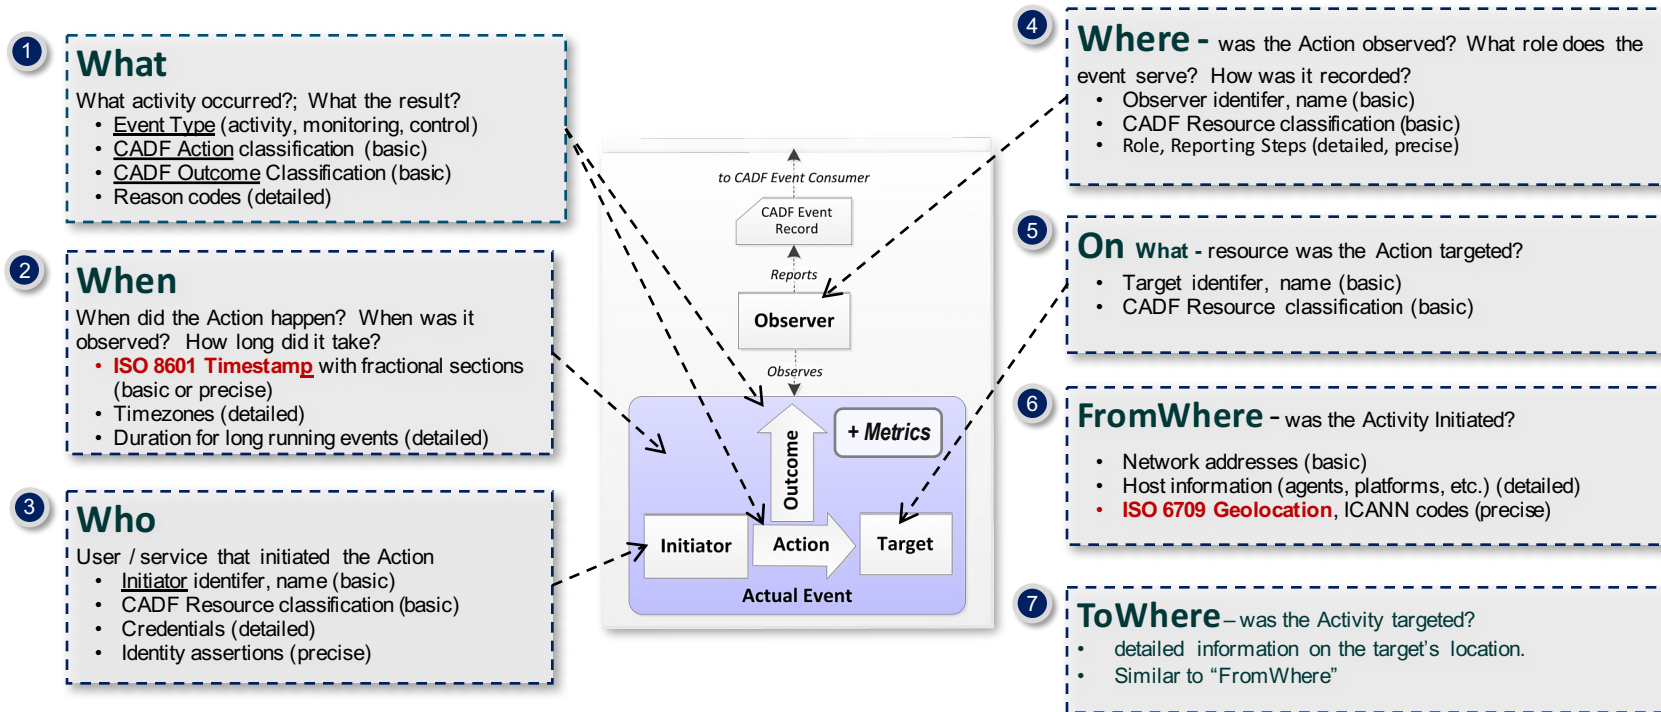 1
What
What activity occurred?; What the result?
• Event Type (activity, monitoring, control)
• CADF Action classification (basic)
• CADF Outcome Classification (basic)
• Reason codes (detailed)
2
When
When did the Action happen? When was it
observed? How long did it take?
• ISO 8601 Timestamp with fractional sections
(basic or precise)
• Timezones (detailed)
• Duration for long running events (detailed)
3
Who
User / service that initiated the Action
• Initiator identifer, name (basic)
• CADF Resource classification (basic)
• Credentials (detailed)
• Identity assertions (precise)
to CADF Event Consumer
CADF Event
Record
Reports
Observer
Observes
Outcome
+ Metrics
Initiator
Action
Target
Actual Event
4
Where - was the Action observed? What role does the
event serve? How was it recorded?
• Observer identifer, name (basic)
• CADF Resource classification (basic)
• Role, Reporting Steps (detailed, precise)
5
On What - resource was the Action targeted?
• Target identifer, name (basic)
• CADF Resource classification (basic)
6
FromWhere - was the Activity Initiated?
• Network addresses (basic)
• Host information (agents, platforms, etc.) (detailed)
• ISO 6709 Geolocation, ICANN codes (precise)
7
ToWhere – was the Activity targeted?
• detailed information on the target's location.
• Similar to “FromWhere”